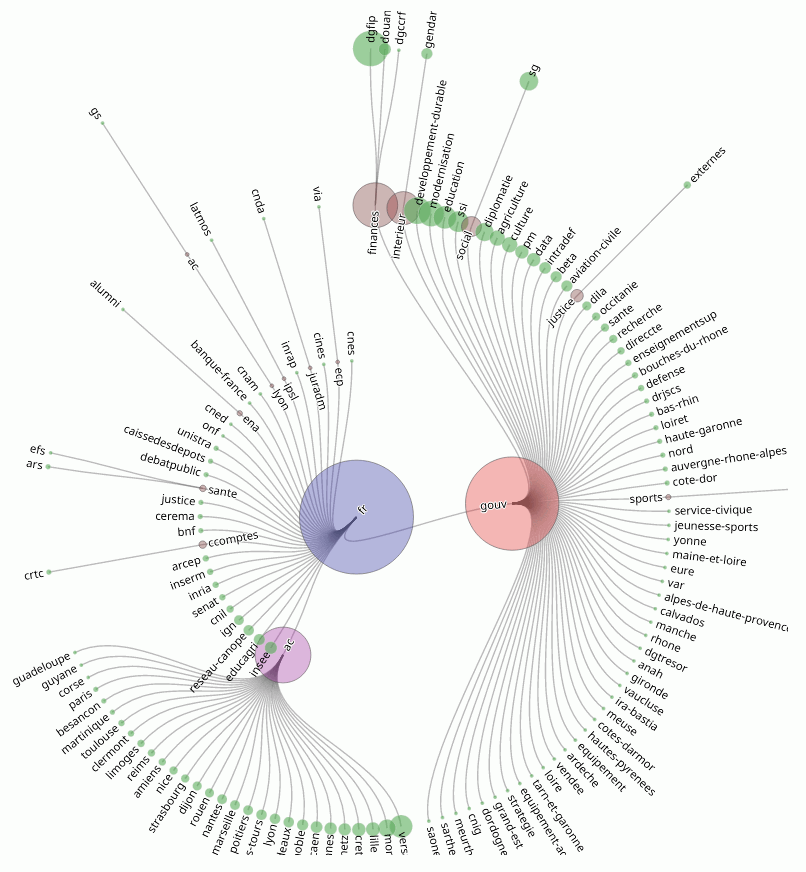 dgfip
douan
dgccrf
gendar
sg
externes
finances
interieur
developpement-durable
modernisation
education
ssi
social
diplomatie
agriculture
culture
pm
data
intradef
beta
aviation-civile
justice
dila
occitanie
sante
recherche
direccte
enseignementsup
bouches-du-rhone
defense
drjscs
bas-rhin
loiret
haute-garonne
nord
auvergne-rhone-alpes
cote-dor
sports
service-civique
jeunesse-sports
yonne
maine-et-loire
eure
var
alpes-de-haute-provenc
calvados
manche
rhone
dgtresor
anah
gironde
vaucluse
ira-bastia
meuse
cotes-darmor
hautes-pyrenees
equipement
ardeche
vendee
loire
tarn-et-garonne
equipement-ag
strategie
grand-est
dordogne
cnig
meurth
sarthe
saone
gouv
fr
ac
gs
ac
latmos
cnda
via
alumni
cnes
ecp
cines
juradm
inrap
ipsl
lyon
cnam
banque-france
ena
cned
onf
unistra
caissedesdepots
debatpublic
efs
ars
sante
justice
cerema
bnf
ccomptes
crtc
arcep
inserm
inria
senat
cnil
ign
reseau-canope
educagri
insee
guadeloupe
guyane
corse
paris
besancon
martinique
toulouse
clermont
limoges
reims
amiens
nice
strasbourg
dijon
rouen
nantes
marseille
poitiers
s-tours
lyon
deaux
noble
caen
nnes
netz
cret
lille
mor
vers